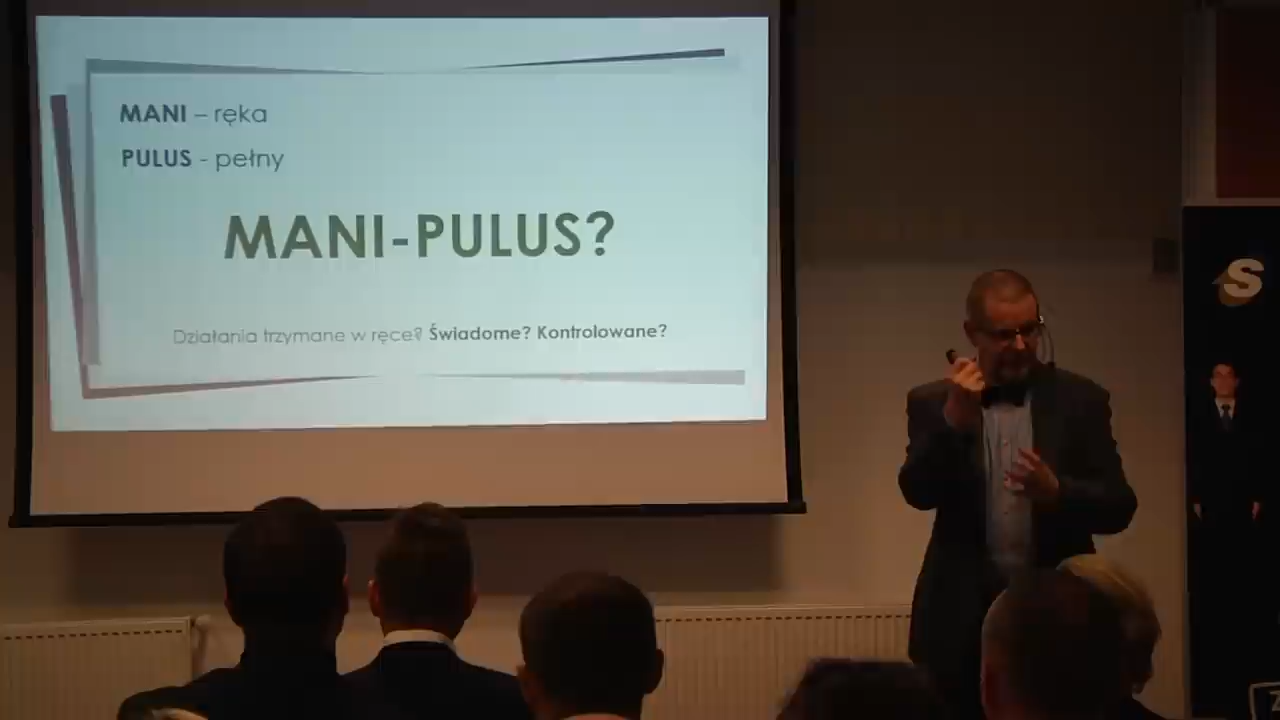 MANI – ręka
PULUS - pełny
MANI-PULUS?
Działania trzymane w ręce? Świadome? Kontrolowane?
S